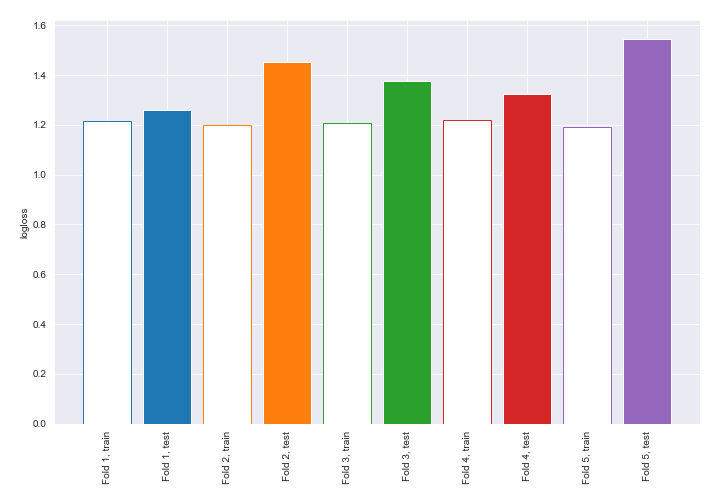 1.6
1.4
1.2
1.0
0.8
0.6
0.4
0.2
0.0
logloss
Fold 1, train
Fold 1, test
Fold 2, train
Fold 2, test
Fold 3, train
Fold 3, test
Fold 4, train
Fold 4, test
Fold 5, train
Fold 5, test